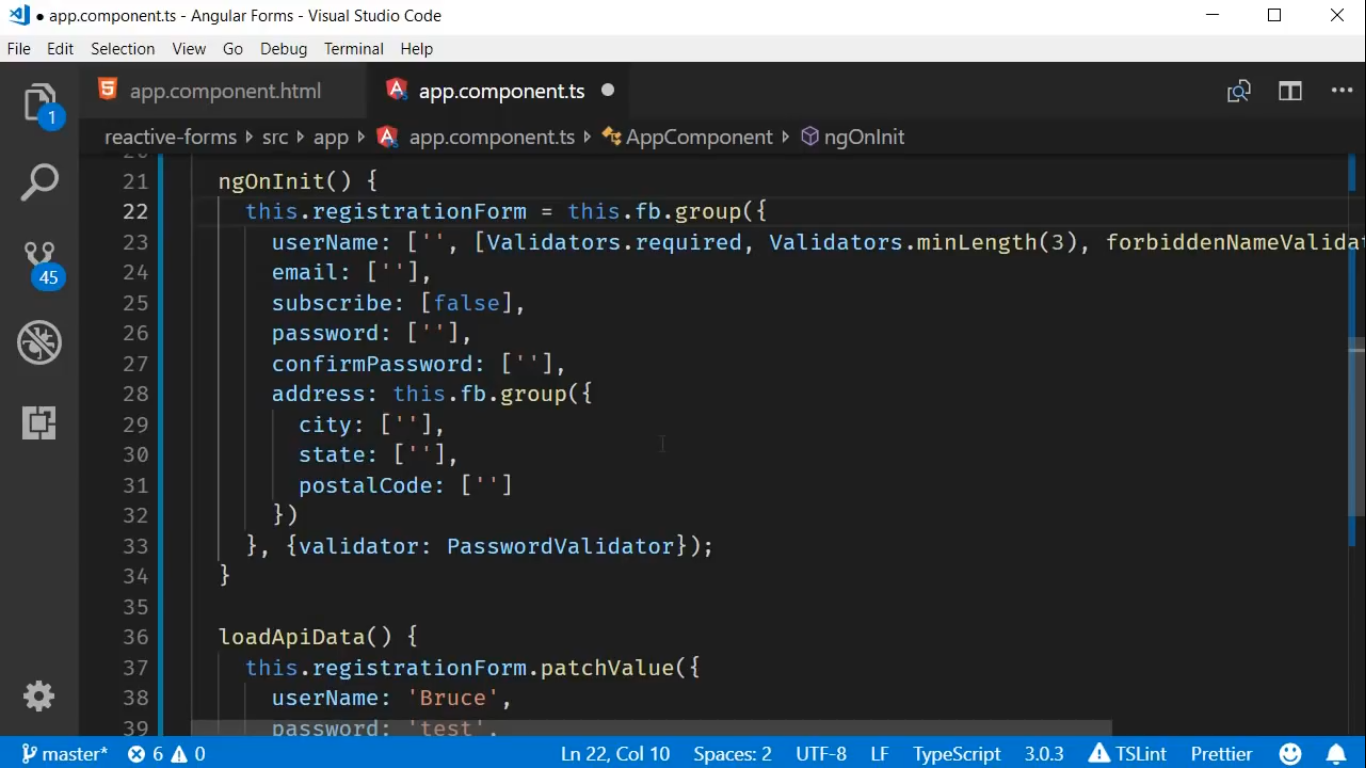 ● app.component.ts - Angular Forms - Visual Studio Code
File Edit Selection View Go Debug Terminal Help
app.component.html app.component.ts
reactive-forms src app app.component.ts AppComponent ngOnInit
1
45
21 ngOnInit() {
22 this.registrationForm = this.fb.group({
23 userName: ['', [Validators.required, Validators.minLength(3), forbiddenNameValidat
24 email: [''],
25 subscribe: [false],
26 password: [''],
27 confirmPassword: [''],
28 address: this.fb.group({
29 city: [''],
30 state: [''],
31 postalCode: ['']
32 })
33 }, {validator: PasswordValidator});
34 }
35
36 loadApiData() {
37 this.registrationForm.patchValue({
38 userName: 'Bruce',
39 password: 'test',
master* 6 0 Ln 22, Col 10 Spaces: 2 UTF-8 LF TypeScript 3.0.3 TSLint Prettier